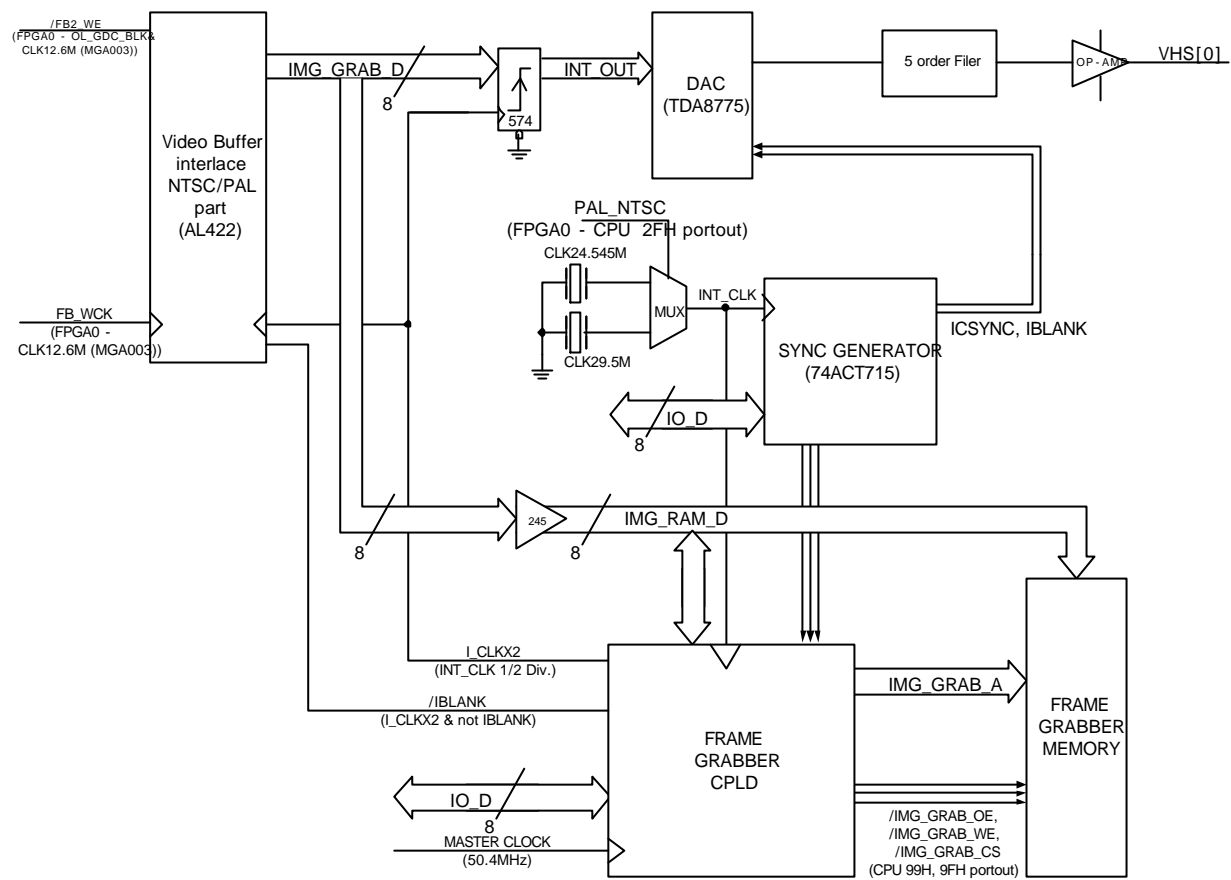 /FB2_WE
(FPGA0 - OL_GDC_BLK&
CLK12.6M (MGA003))
IMG_GRAB_D
8
574
INT_OUT
DAC
(TDA8775)
5 order Filer
OP-AMP
VHS[0]
Video Buffer
interlace
NTSC/PAL
part
(AL422)
PAL_NTSC
(FPGA0 - CPU 2FH portout)
CLK24.545M
MUX
INT_CLK
CLK29.5M
FB_WCK
(FPGA0 -
CLK12.6M (MGA003))
SYNC GENERATOR
(74ACT715)
ICSYNC, IBLANK
IO_D
8
8
245
8
IMG_RAM_D
I_CLKX2
(INT_CLK 1/2 Div.)
/IBLANK
(I_CLKX2 & not IBLANK)
IO_D
8
MASTER CLOCK
(50.4MHz)
FRAME
GRABBER
CPLD
IMG_GRAB_A
FRAME
GRABBER
MEMORY
/IMG_GRAB_OE,
/IMG_GRAB_WE,
/IMG_GRAB_CS
(CPU 99H, 9FH portout)